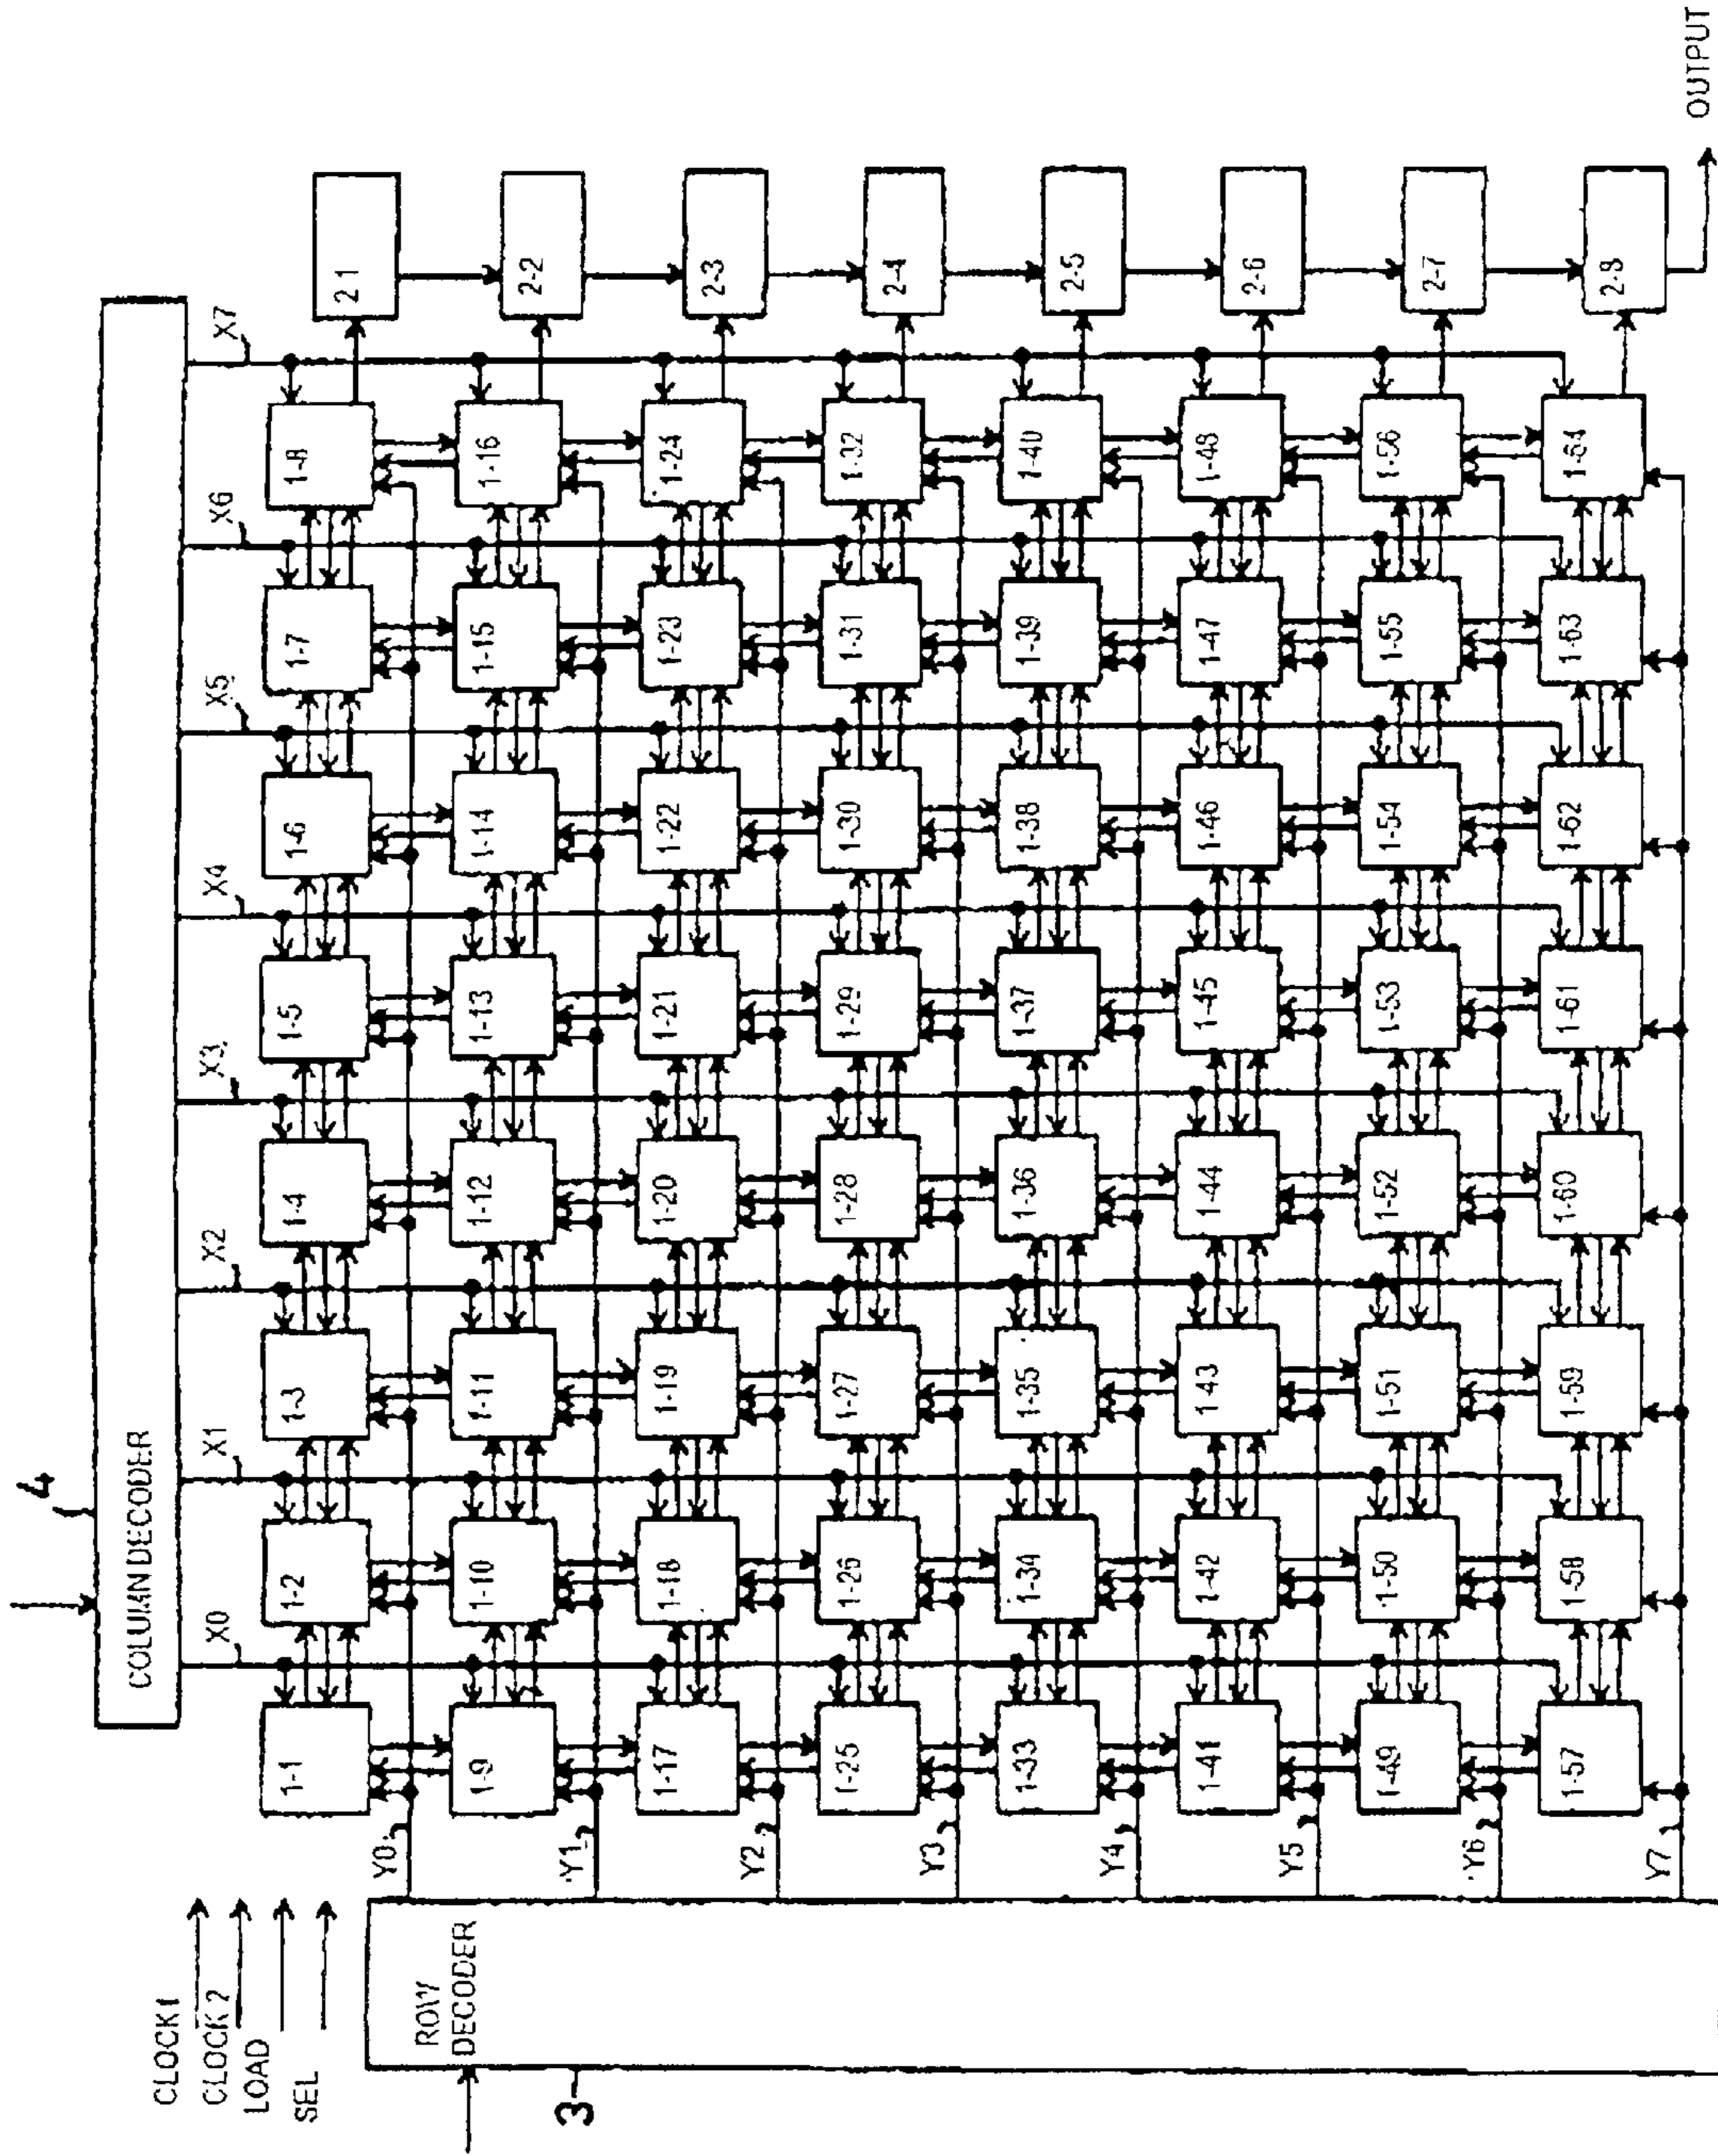 CLOCK1
CLOCK2
LOAD
SEL
4
COLUMN DECODER
X0 X1 X2 X3 X4 X5 X6 X7
ROW
DECODER
3
1-1 1-2 1-3 1-4 1-5 1-6 1-7 1-8 2-1
Y0
1-9 1-10 1-11 1-12 1-13 1-14 1-15 1-16 2-2
Y1
1-17 1-18 1-19 1-20 1-21 1-22 1-23 1-24 2-3
Y2
1-25 1-26 1-27 1-28 1-29 1-30 1-31 1-32 2-4
Y3
1-33 1-34 1-35 1-36 1-37 1-38 1-39 1-40 2-5
Y4
1-41 1-42 1-43 1-44 1-45 1-46 1-47 1-48 2-6
Y5
1-49 1-50 1-51 1-52 1-53 1-54 1-55 1-56 2-7
Y6
1-57 1-58 1-59 1-60 1-61 1-62 1-63 1-64 2-8
Y7
OUTPUT